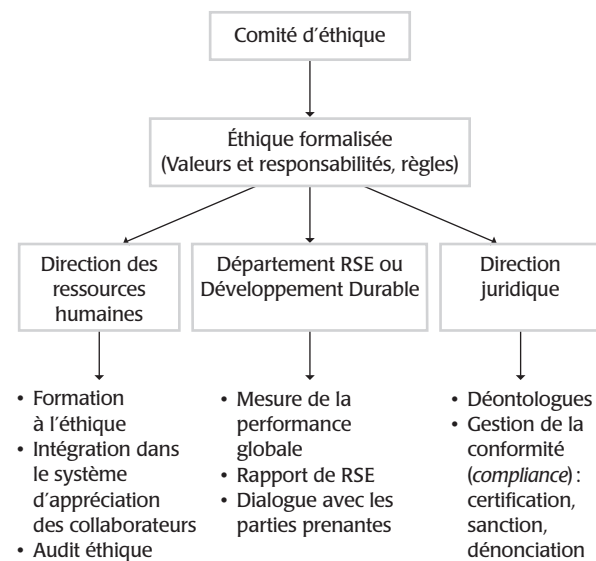 Comité d'éthique
Éthique formalisée
(Valeurs et responsabilités, règles)
Direction des
ressources
humaines
Département RSE ou
Développement Durable
Direction
juridique
• Formation
à l'éthique
• Intégration dans
le système
d'appréciation
des collaborateurs
• Audit éthique
• Mesure de la
performance
globale
• Rapport de RSE
• Dialogue avec les
parties prenantes
• Déontologues
• Gestion de la
conformité
(compliance) :
certification,
sanction,
dénonciation